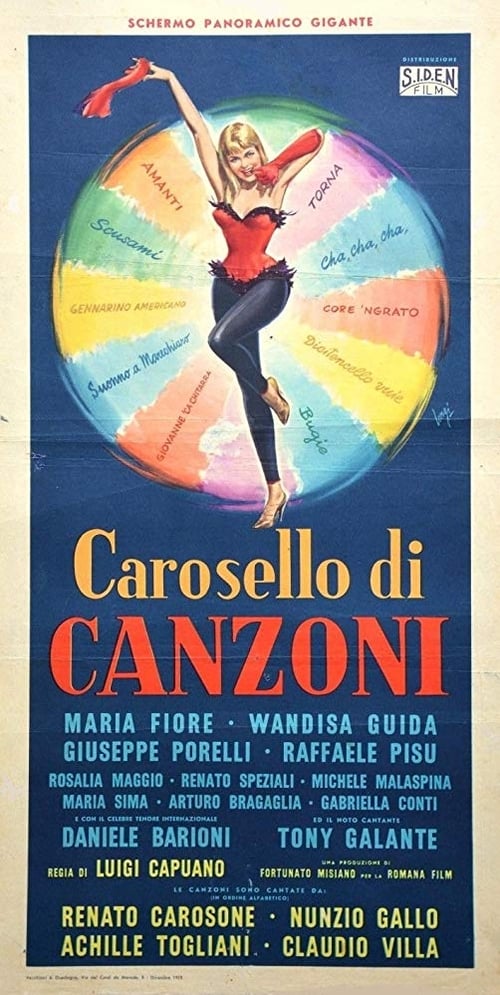 SCHERMO PANORAMICO GIGANTE
DISTRIBUZIONE
S.I.D.E.N
FILM
AMANTI
TORNA
Scusami
Cha, cha, cha,
GENNARINO AMERICANO
CORE 'NGRATO
Suonno a Marechiaro
Dicitencello vuie
GIOVANNE 'LA CHITARRA
Bugie
Carosello di
CANZONI
MARIA FIORE · WANDISA GUIDA
GIUSEPPE PORELLI · RAFFAELE PISU
ROSALIA MAGGIO · RENATO SPEZIALI · MICHELE MALASPINA
MARIA SIMA · ARTURO BRAGAGLIA · GABRIELLA CONTI
E CON IL CELEBRE TENORE INTERNAZIONALE
DANIELE BARIONI
ED IL NOTO CANTANTE
TONY GALANTE
REGIA DI LUIGI CAPUANO
UNA PRODUZIONE DI
FORTUNATO MISIANO PER LA ROMANA FILM
LE CANZONI SONO CANTATE DA:
(IN ORDINE ALFABETICO)
RENATO CAROSONE · NUNZIO GALLO
ACHILLE TOGLIANI · CLAUDIO VILLA